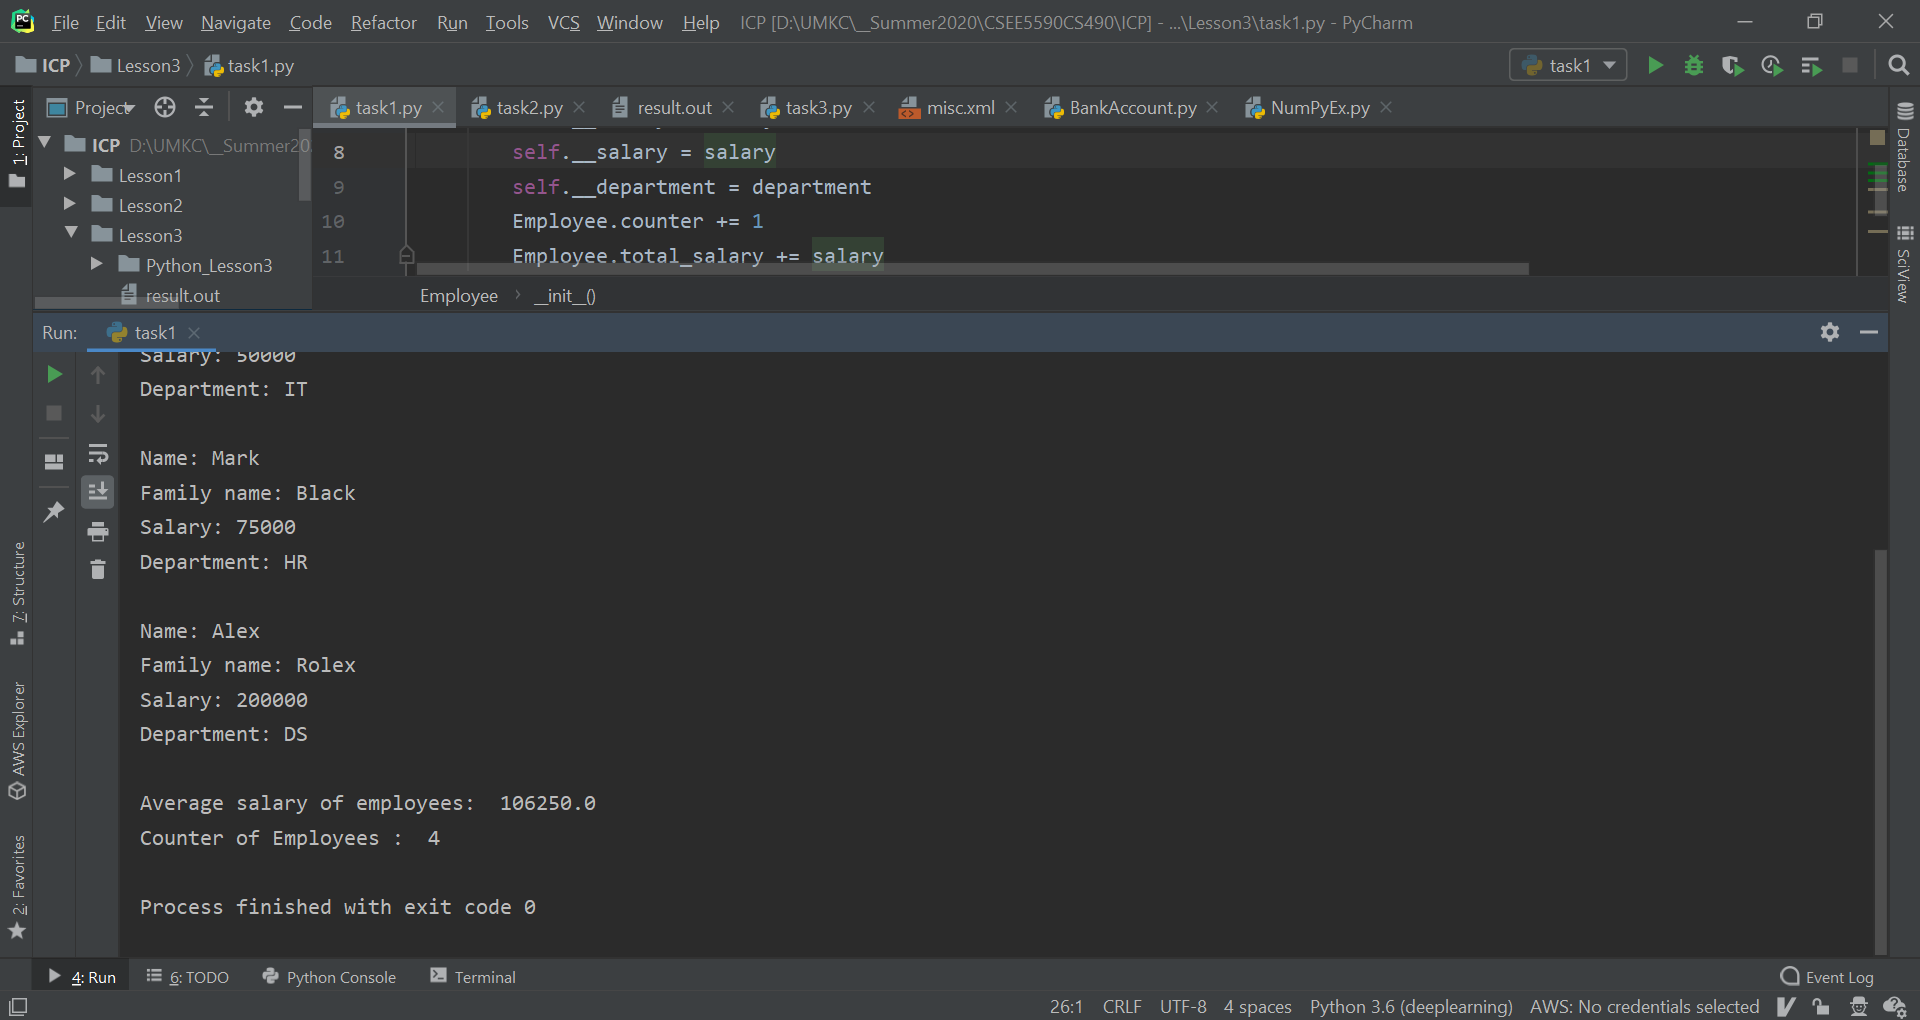 File Edit View Navigate Code Refactor Run Tools VCS Window Help ICP [D:\UMKC\__Summer2020\CSEE5590CS490\ICP] - ...\Lesson3\task1.py - PyCharm
ICP Lesson3 task1.py task1
Project task1.py task2.py result.out task3.py misc.xml BankAccount.py NumPyEx.py
1: Project
ICP D:\UMKC\__Summer20
Lesson1
Lesson2
Lesson3
Python_Lesson3
result.out
8 self.__salary = salary
9 self.__department = department
10 Employee.counter += 1
11 Employee.total_salary += salary
Employee __init__()
Database
SciView
Run: task1
Salary: 50000
Department: IT
Name: Mark
Family name: Black
Salary: 75000
Department: HR
Name: Alex
Family name: Rolex
Salary: 200000
Department: DS
Average salary of employees:  106250.0
Counter of Employees :  4
Process finished with exit code 0
7: Structure
AWS Explorer
2: Favorites
4: Run 6: TODO Python Console Terminal Event Log
26:1 CRLF UTF-8 4 spaces Python 3.6 (deeplearning) AWS: No credentials selected